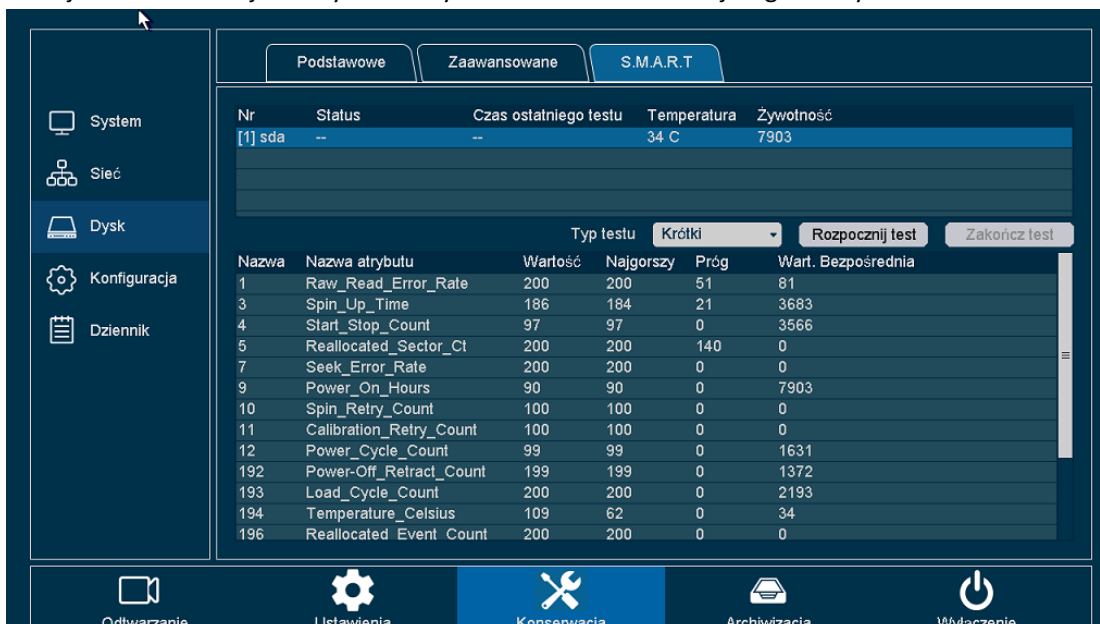 Podstawowe Zaawansowane S.M.A.R.T
System
Sieć
Dysk
Konfiguracja
Dziennik
Nr Status Czas ostatniego testu Temperatura Żywotność
[1] sda -- -- 34 C 7903
Typ testu Krótki Rozpocznij test Zakończ test
Nazwa Nazwa atrybutu Wartość Najgorszy Próg Wart. Bezpośrednia
1 Raw_Read_Error_Rate 200 200 51 81
3 Spin_Up_Time 186 184 21 3683
4 Start_Stop_Count 97 97 0 3566
5 Reallocated_Sector_Ct 200 200 140 0
7 Seek_Error_Rate 200 200 0 0
9 Power_On_Hours 90 90 0 7903
10 Spin_Retry_Count 100 100 0 0
11 Calibration_Retry_Count 100 100 0 0
12 Power_Cycle_Count 99 99 0 1631
192 Power-Off_Retract_Count 199 199 0 1372
193 Load_Cycle_Count 200 200 0 2193
194 Temperature_Celsius 109 62 0 34
196 Reallocated_Event_Count 200 200 0 0
Odtwarzanie Ustawienia Konserwacja Archiwizacja Wyłączenie